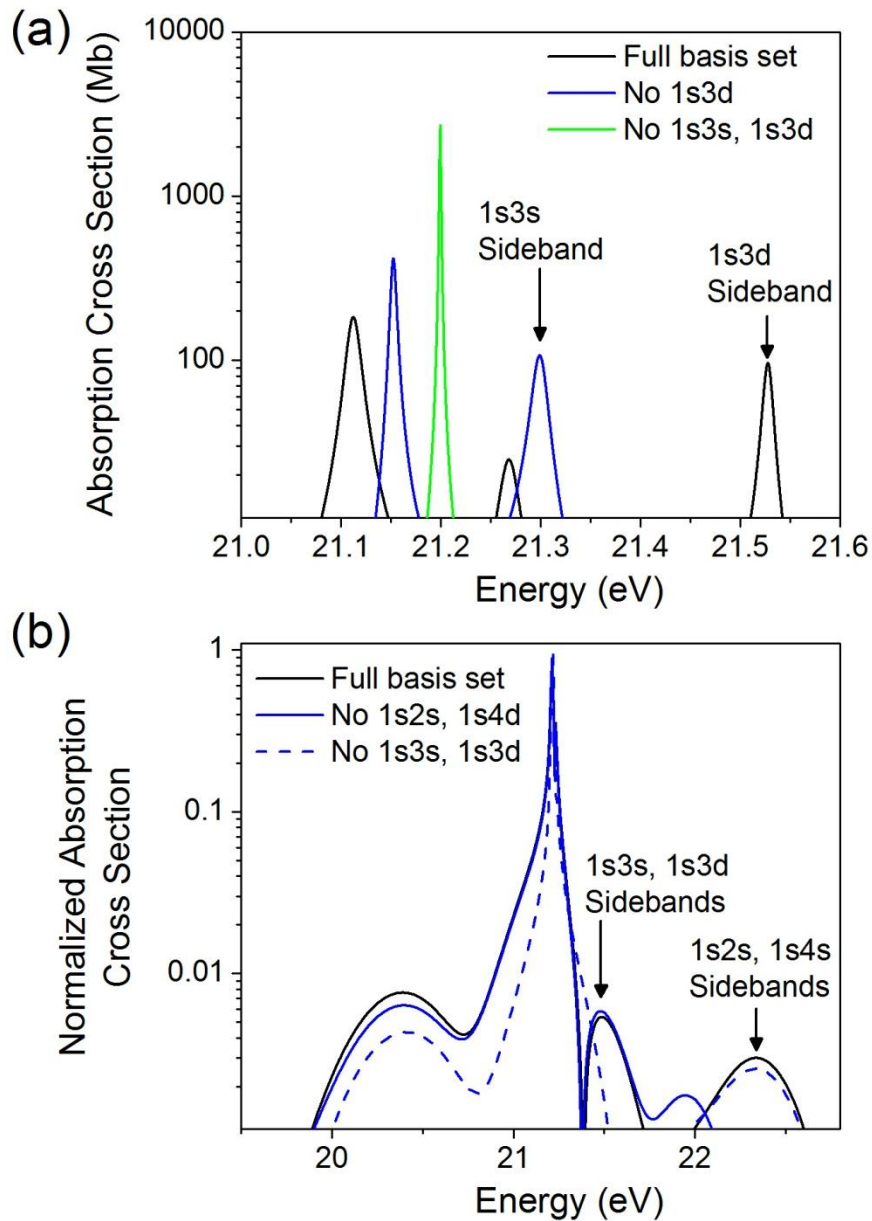 (a)
10000
1000
100
Absorption Cross Section (Mb)
Full basis set
No 1s3d
No 1s3s, 1s3d
1s3s
Sideband
1s3d
Sideband
21.0 21.1 21.2 21.3 21.4 21.5 21.6
Energy (eV)
(b)
1
0.1
0.01
Normalized Absorption
Cross Section
Full basis set
No 1s2s, 1s4d
No 1s3s, 1s3d
1s3s, 1s3d
Sidebands
1s2s, 1s4s
Sidebands
20 21 22
Energy (eV)